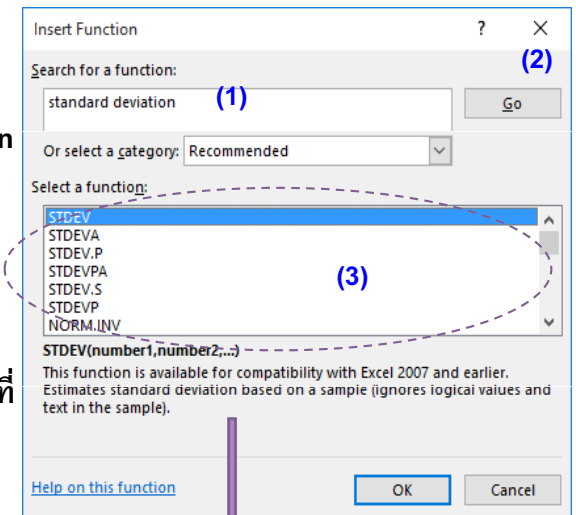 Insert Function ? ×
(2)
Search for a function:
standard deviation (1) Go
n
Or select a category: Recommended
Select a function:
STDEV
STDEVA
STDEV.P
STDEVPA
STDEV.S
STDEVP
NORM.INV
(3)
STDEV(number1,number2,...)
This function is available for compatibility with Excel 2007 and earlier.
ที่
Estimates standard deviation based on a sample (ignores logical values and
text in the sample).
Help on this function OK Cancel